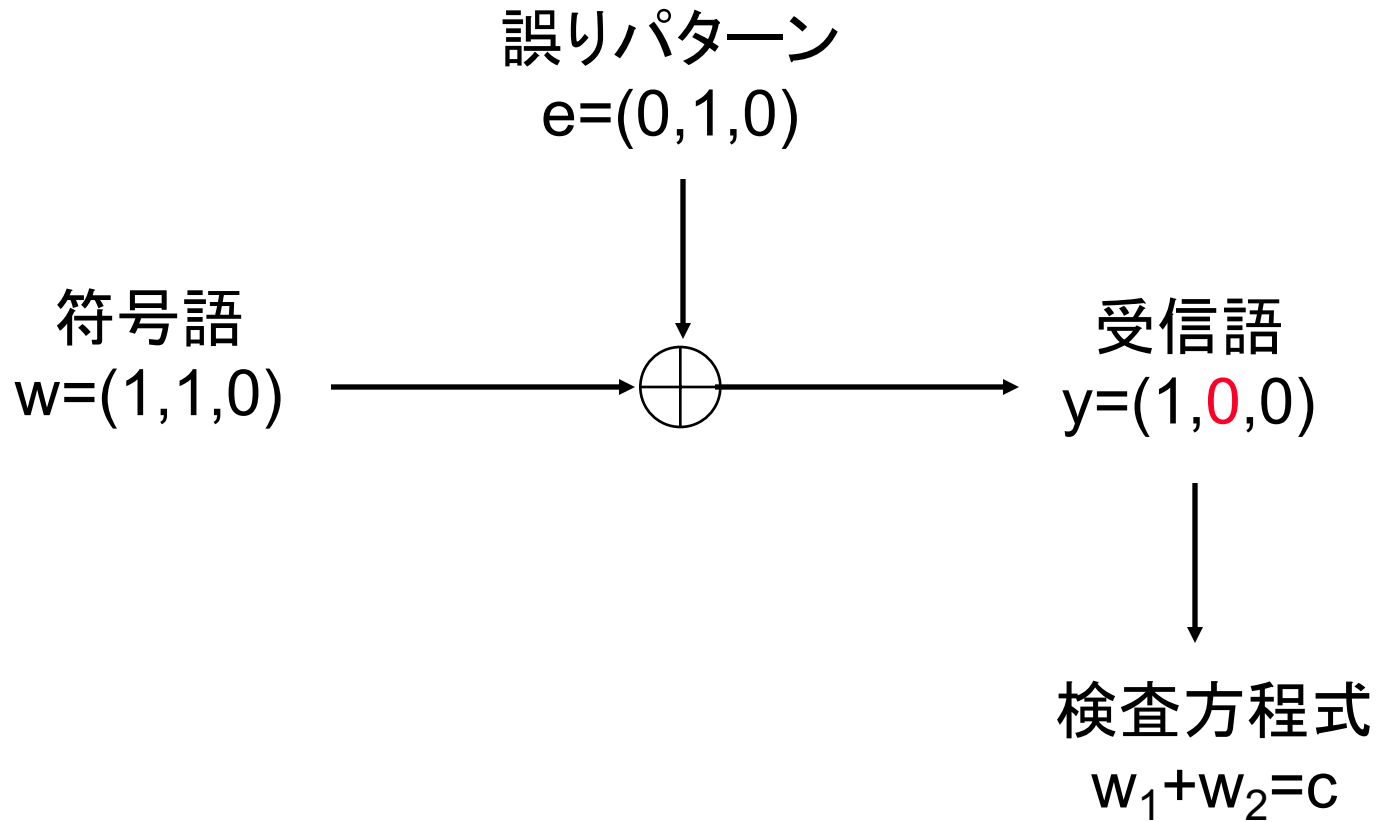 誤りパターン
e=(0,1,0)
符号語
w=(1,1,0)
受信語
y=(1,0,0)
検査方程式
w₁+w₂=c